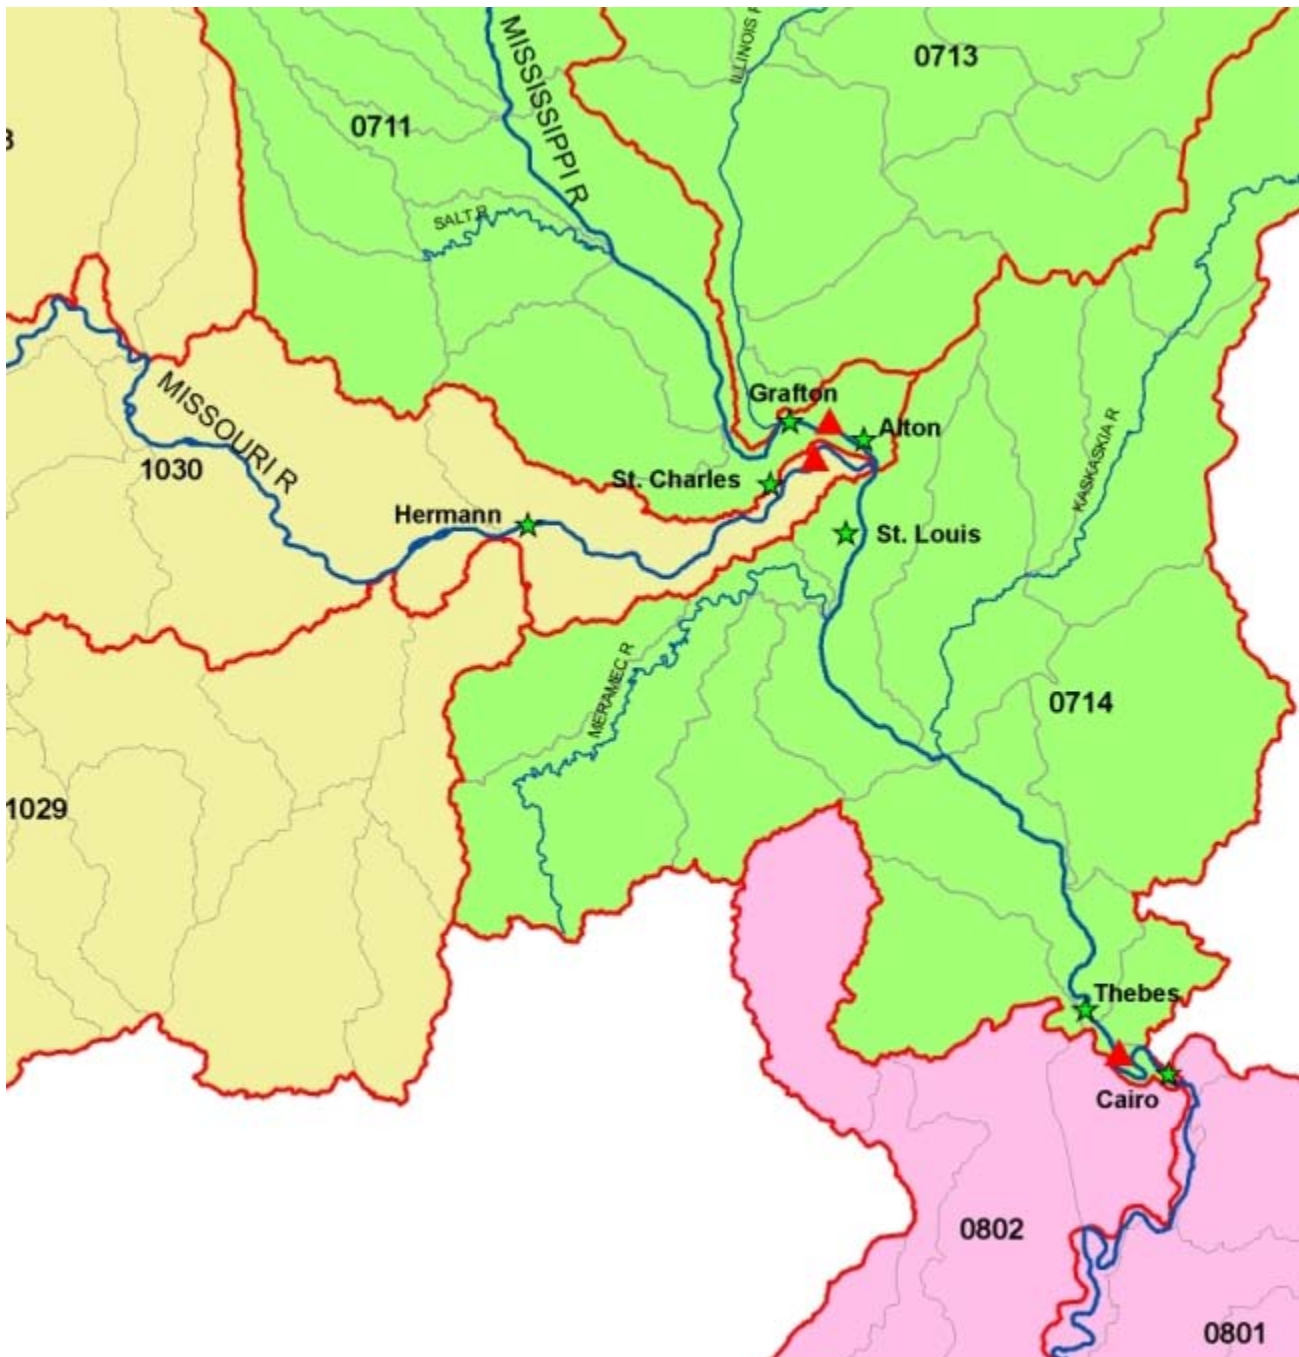 MISSISSIPPI R
ILLINOIS
0713
0711
SALT R
MISSOURI R
1030
Grafton
Alton
KASKASKIA R
St. Charles
Hermann
St. Louis
MERAMEC R
0714
1029
Thebes
Cairo
0802
0801